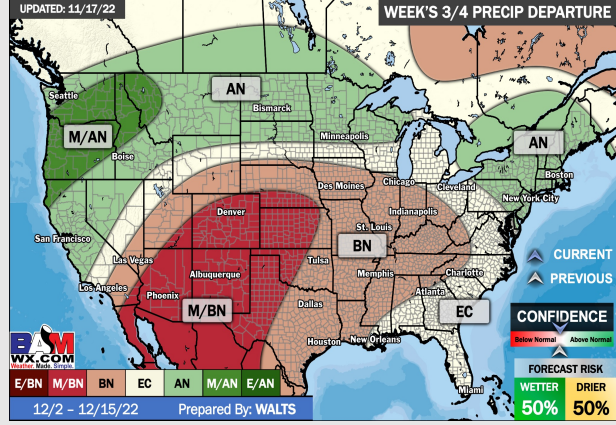 UPDATED: 11/17/22
WEEK'S 3/4 PRECIP DEPARTURE
Seattle
AN
Bismarck
M/AN
Minneapolis
Boise
AN
Boston
Chicago
Cleveland
Des Moines
New York City
Denver
Indianapolis
San Francisco
St. Louis
BN
Las Vegas
Tulsa
CURRENT
Albuquerque
Memphis
Charlotte
PREVIOUS
Los Angeles
Phoenix
Atlanta
M/BN
Dallas
EC
CONFIDENCE
Houston
New Orleans
Below Normal
Above Normal
BAM
WX.COM
Weather. Made. Simple.
FORECAST RISK
E/BN
M/BN
BN
EC
AN
M/AN
E/AN
Miami
WETTER
DRIER
50%
50%
12/2 – 12/15/22
Prepared By: WALTS